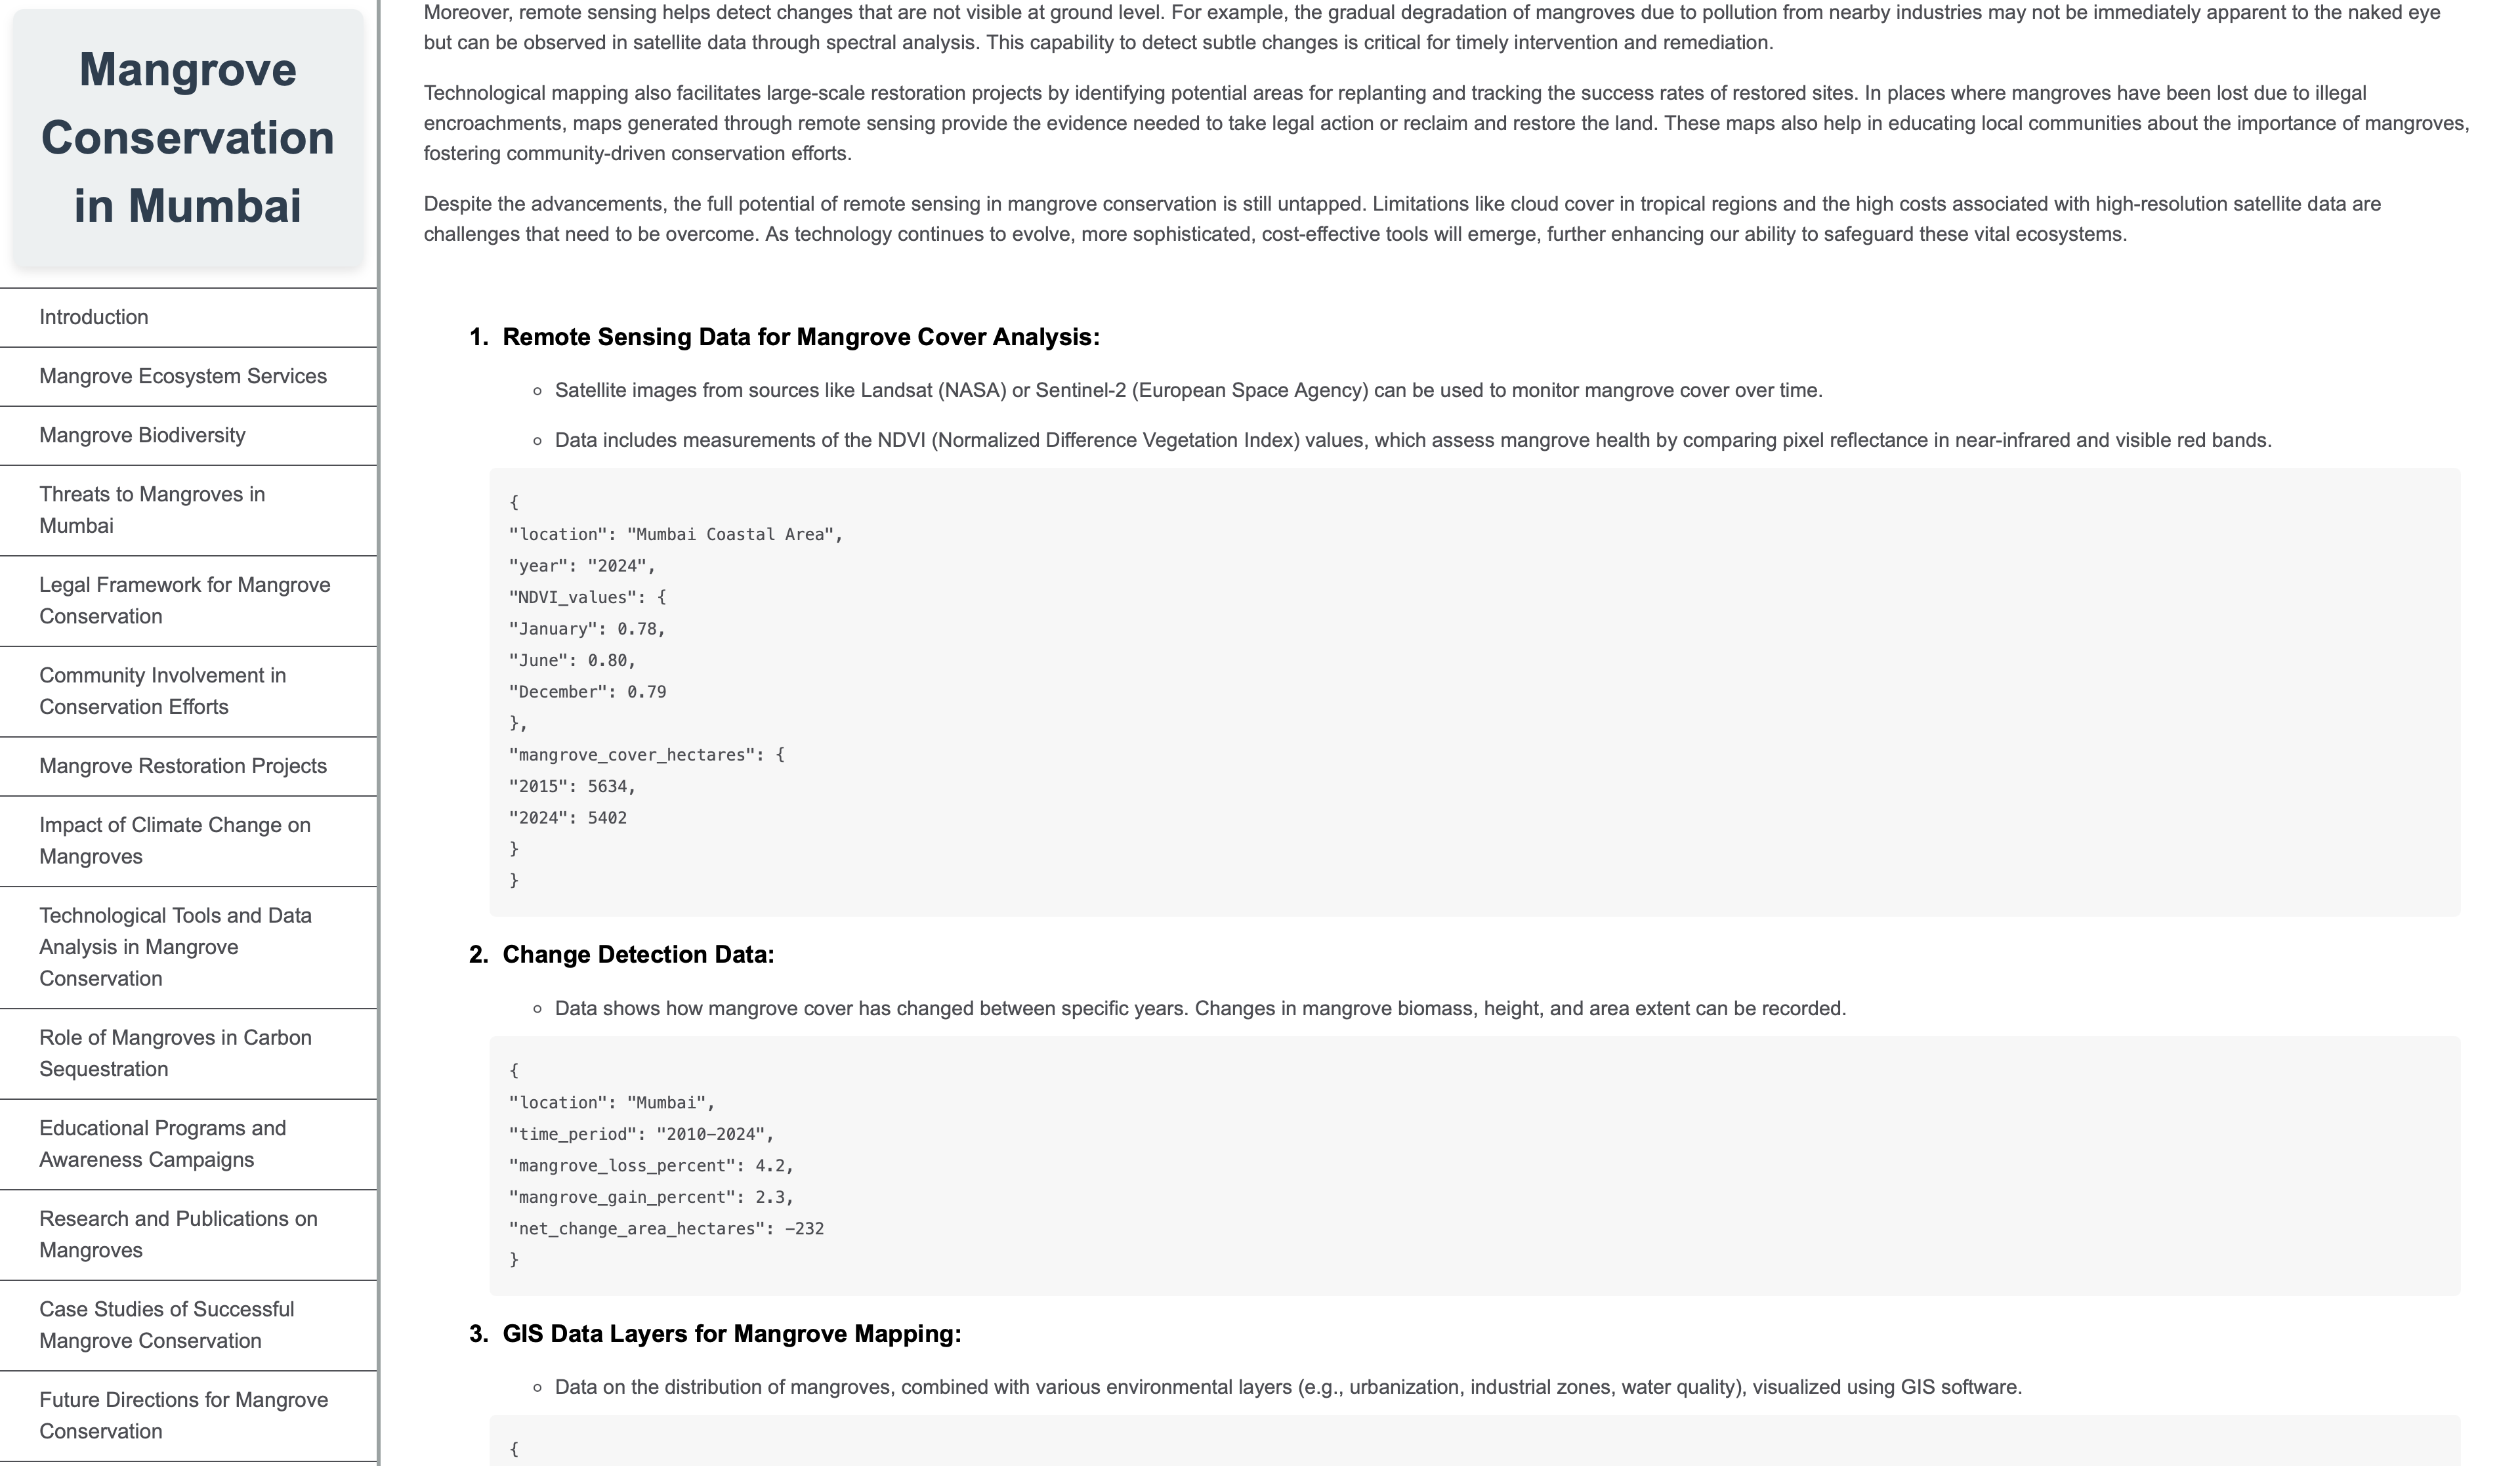 Mangrove
Conservation
in Mumbai
Introduction
Mangrove Ecosystem Services
Mangrove Biodiversity
Threats to Mangroves in
Mumbai
Legal Framework for Mangrove
Conservation
Community Involvement in
Conservation Efforts
Mangrove Restoration Projects
Impact of Climate Change on
Mangroves
Technological Tools and Data
Analysis in Mangrove
Conservation
Role of Mangroves in Carbon
Sequestration
Educational Programs and
Awareness Campaigns
Research and Publications on
Mangroves
Case Studies of Successful
Mangrove Conservation
Future Directions for Mangrove
Conservation
Moreover, remote sensing helps detect changes that are not visible at ground level. For example, the gradual degradation of mangroves due to pollution from nearby industries may not be immediately apparent to the naked eye
but can be observed in satellite data through spectral analysis. This capability to detect subtle changes is critical for timely intervention and remediation.
Technological mapping also facilitates large-scale restoration projects by identifying potential areas for replanting and tracking the success rates of restored sites. In places where mangroves have been lost due to illegal
encroachments, maps generated through remote sensing provide the evidence needed to take legal action or reclaim and restore the land. These maps also help in educating local communities about the importance of mangroves,
fostering community-driven conservation efforts.
Despite the advancements, the full potential of remote sensing in mangrove conservation is still untapped. Limitations like cloud cover in tropical regions and the high costs associated with high-resolution satellite data are
challenges that need to be overcome. As technology continues to evolve, more sophisticated, cost-effective tools will emerge, further enhancing our ability to safeguard these vital ecosystems.
1. Remote Sensing Data for Mangrove Cover Analysis:
◦ Satellite images from sources like Landsat (NASA) or Sentinel-2 (European Space Agency) can be used to monitor mangrove cover over time.
◦ Data includes measurements of the NDVI (Normalized Difference Vegetation Index) values, which assess mangrove health by comparing pixel reflectance in near-infrared and visible red bands.
{
"location": "Mumbai Coastal Area",
"year": "2024",
"NDVI_values": {
"January": 0.78,
"June": 0.80,
"December": 0.79
},
"mangrove_cover_hectares": {
"2015": 5634,
"2024": 5402
}
}
2. Change Detection Data:
◦ Data shows how mangrove cover has changed between specific years. Changes in mangrove biomass, height, and area extent can be recorded.
{
"location": "Mumbai",
"time_period": "2010-2024",
"mangrove_loss_percent": 4.2,
"mangrove_gain_percent": 2.3,
"net_change_area_hectares": -232
}
3. GIS Data Layers for Mangrove Mapping:
◦ Data on the distribution of mangroves, combined with various environmental layers (e.g., urbanization, industrial zones, water quality), visualized using GIS software.
{